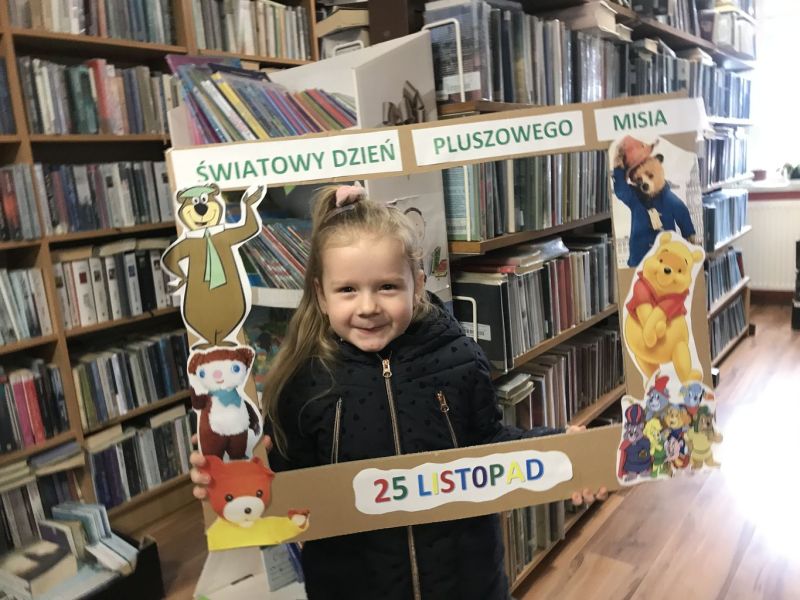 ŚWIATOWY DZIEŃ PLUSZOWEGO MISIA
25 LISTOPAD